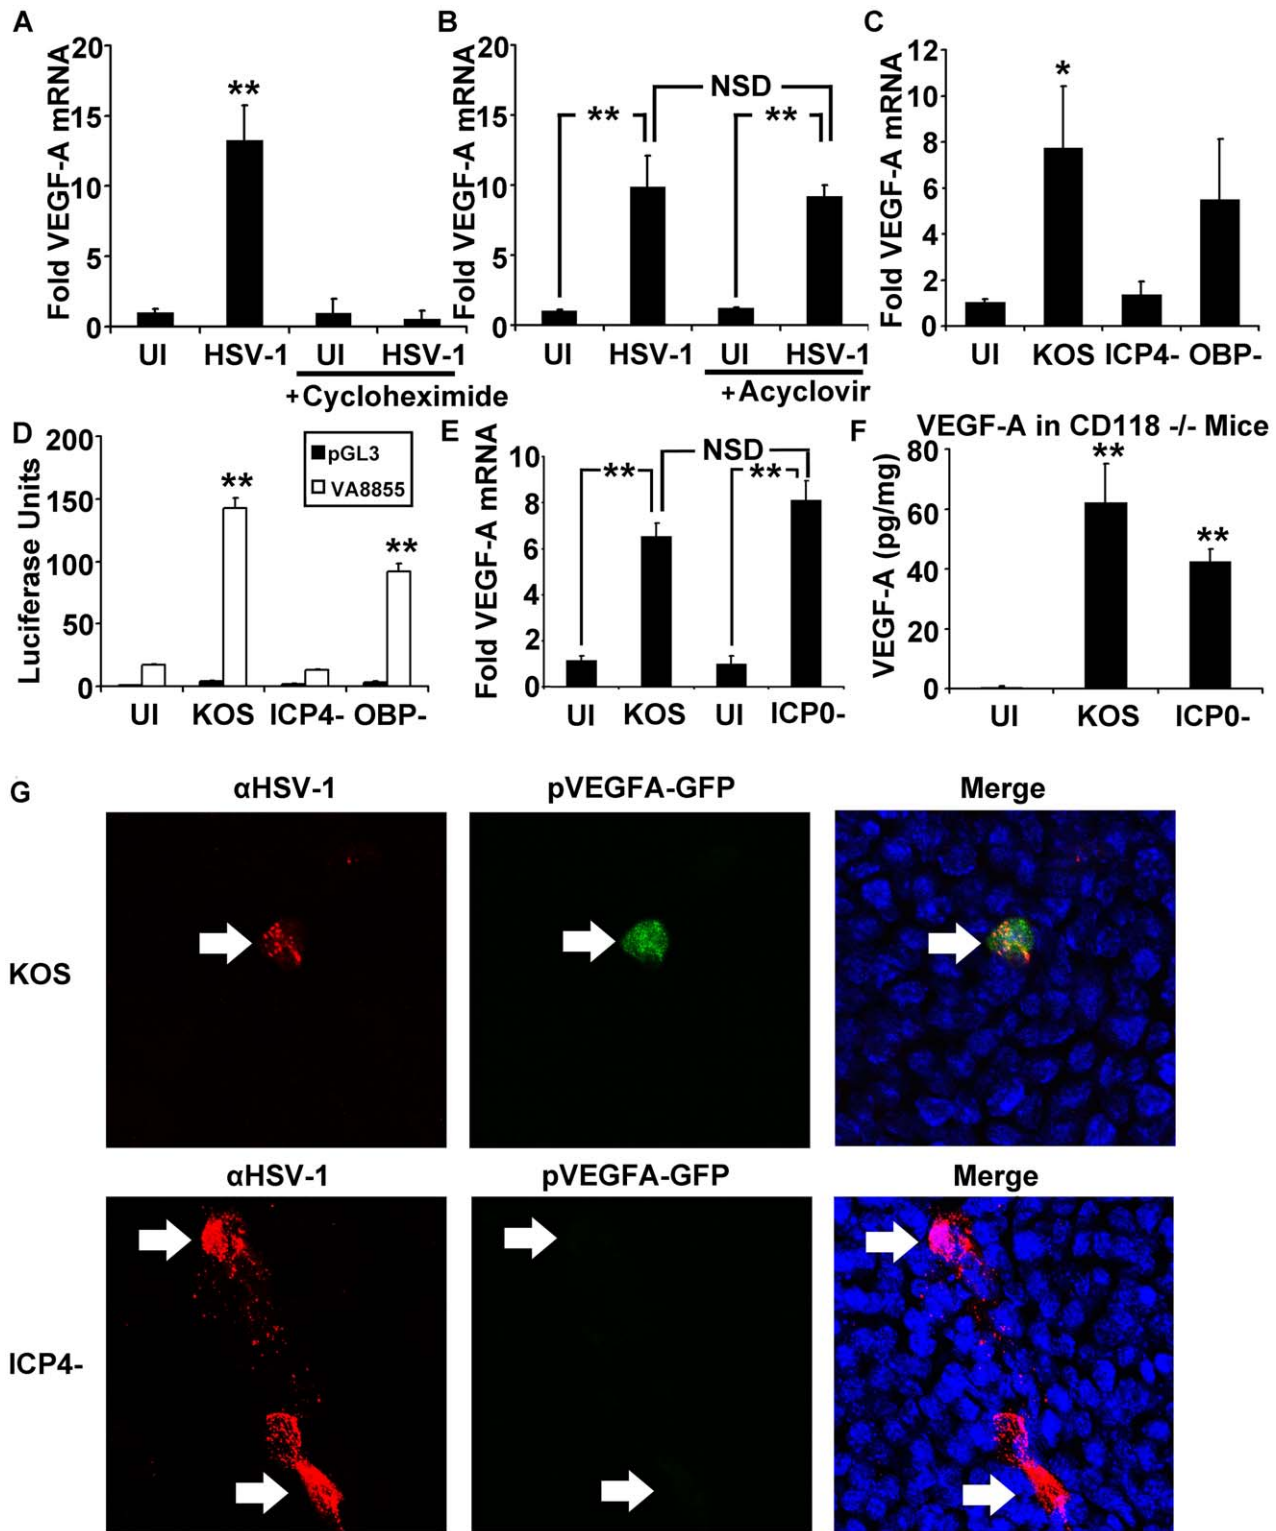 A
Fold VEGF-A mRNA
20
15
10
5
0
**
UI HSV-1 UI HSV-1
+Cycloheximide
B
Fold VEGF-A mRNA
20
15
10
5
0
** NSD **
UI HSV-1 UI HSV-1
+Acyclovir
C
Fold VEGF-A mRNA
12
10
8
6
4
2
0
*
UI KOS ICP4- OBP-
D
Luciferase Units
200
150
100
50
0
pGL3
VA8855
**
**
UI KOS ICP4- OBP-
E
Fold VEGF-A mRNA
10
8
6
4
2
0
** NSD **
UI KOS UI ICP0-
F
VEGF-A in CD118 -/- Mice
VEGF-A (pg/mg)
80
60
40
20
0
**
**
UI KOS ICP0-
G
αHSV-1 pVEGFA-GFP Merge
KOS
αHSV-1 pVEGFA-GFP Merge
ICP4-